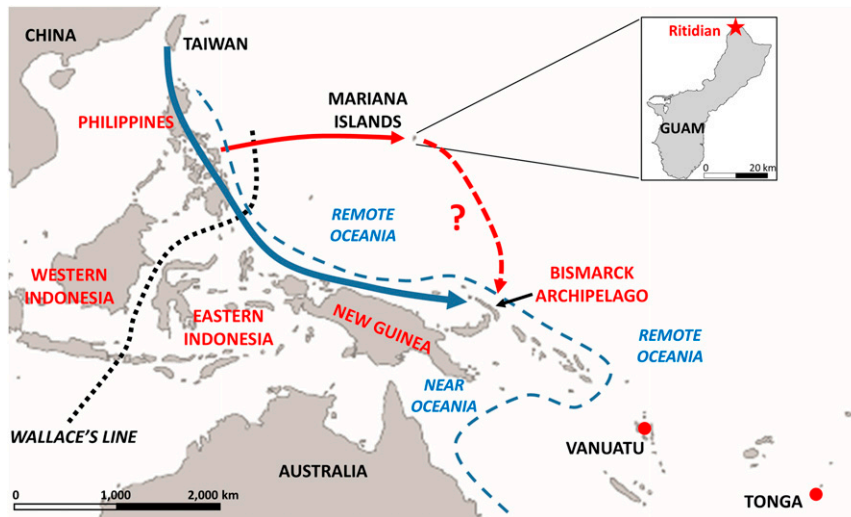 CHINA
TAIWAN
PHILIPPINES
MARIANA
ISLANDS
Ritidian
GUAM
0 20 km
REMOTE
OCEANIA
?
WESTERN
INDONESIA
EASTERN
INDONESIA
NEW GUINEA
BISMARCK
ARCHIPELAGO
REMOTE
OCEANIA
NEAR
OCEANIA
WALLACE'S LINE
VANUATU
AUSTRALIA
0 1,000 2,000 km
TONGA